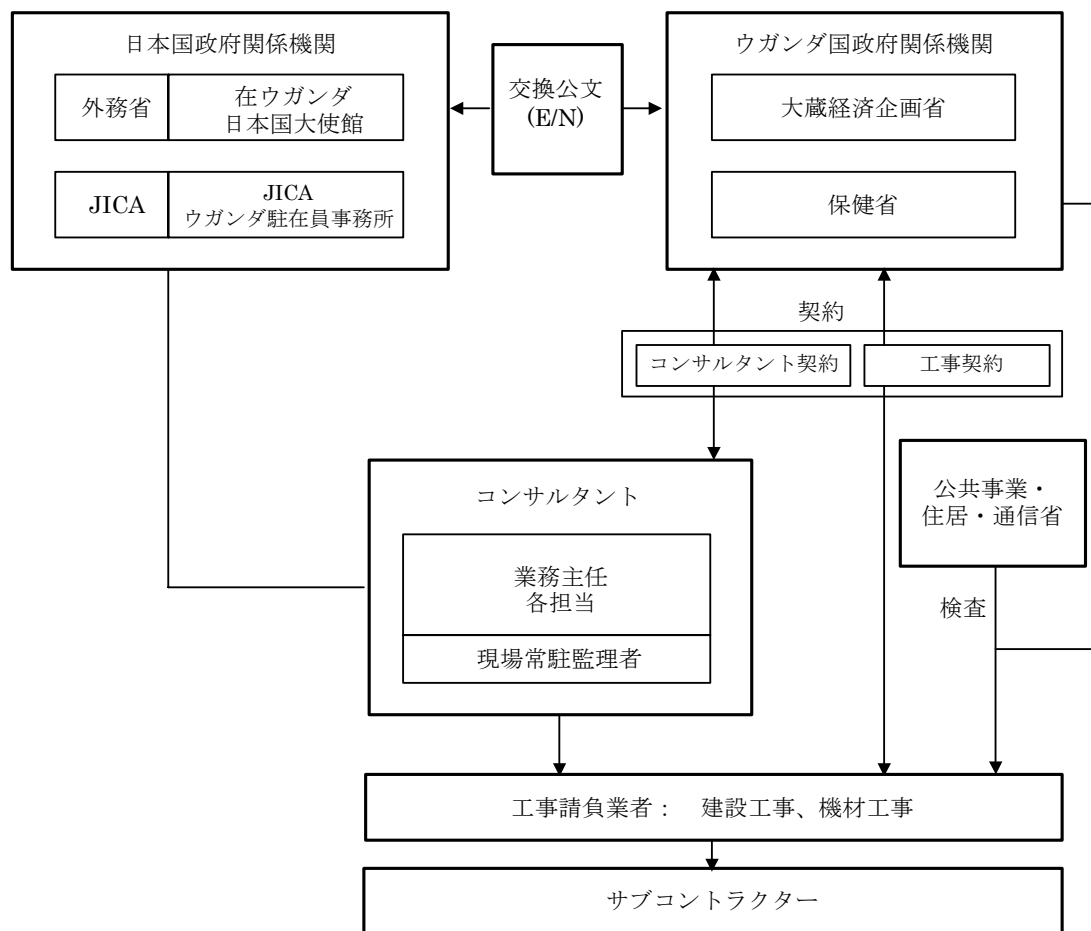 日本国政府関係機関
外務省
在ウガンダ
日本国大使館
JICA
JICA
ウガンダ駐在員事務所
交換公文
(E/N)
ウガンダ国政府関係機関
大蔵経済企画省
保健省
契約
コンサルタント契約
工事契約
コンサルタント
業務主任
各担当
現場常駐監理者
公共事業・
住居・通信省
検査
工事請負業者： 建設工事、機材工事
サブコントラクター